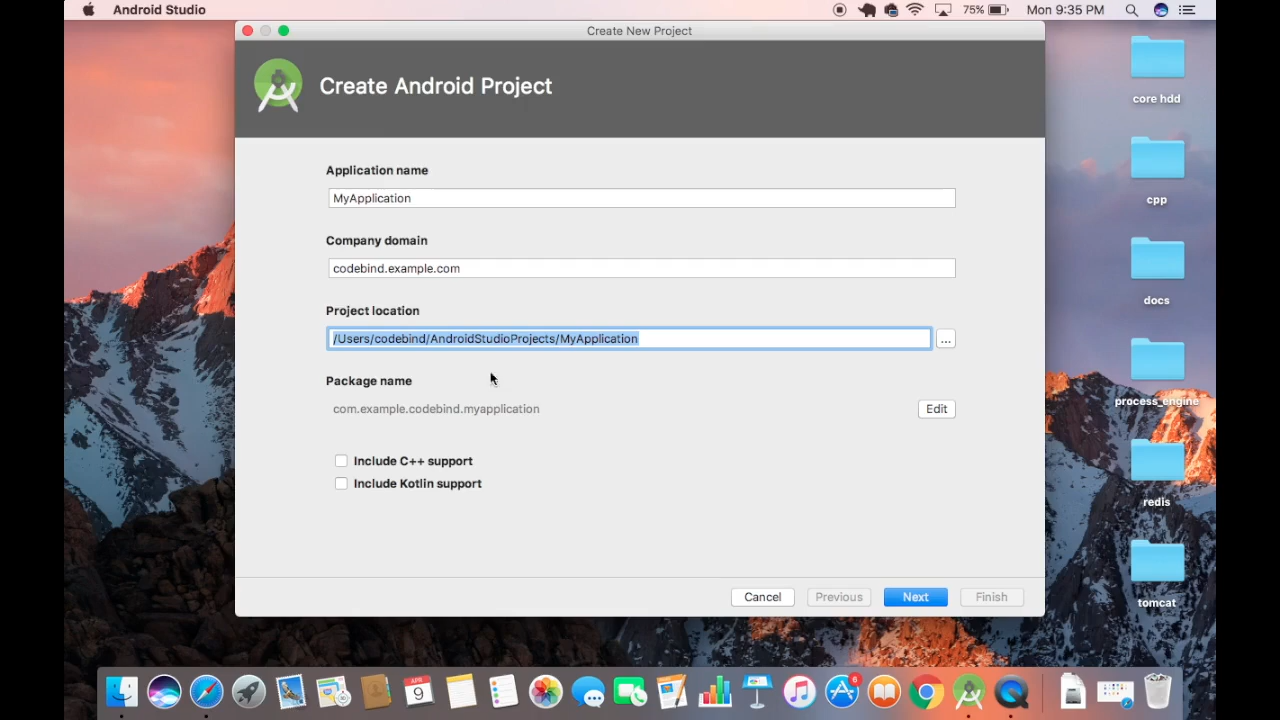 Android Studio
75%
Mon 9:35 PM
Create New Project
Create Android Project
Application name
MyApplication
Company domain
codebind.example.com
Project location
/Users/codebind/AndroidStudioProjects/MyApplication
...
Package name
com.example.codebind.myapplication
Edit
Include C++ support
Include Kotlin support
Cancel
Previous
Next
Finish
core hdd
cpp
docs
process_engine
redis
tomcat
APR
9
6